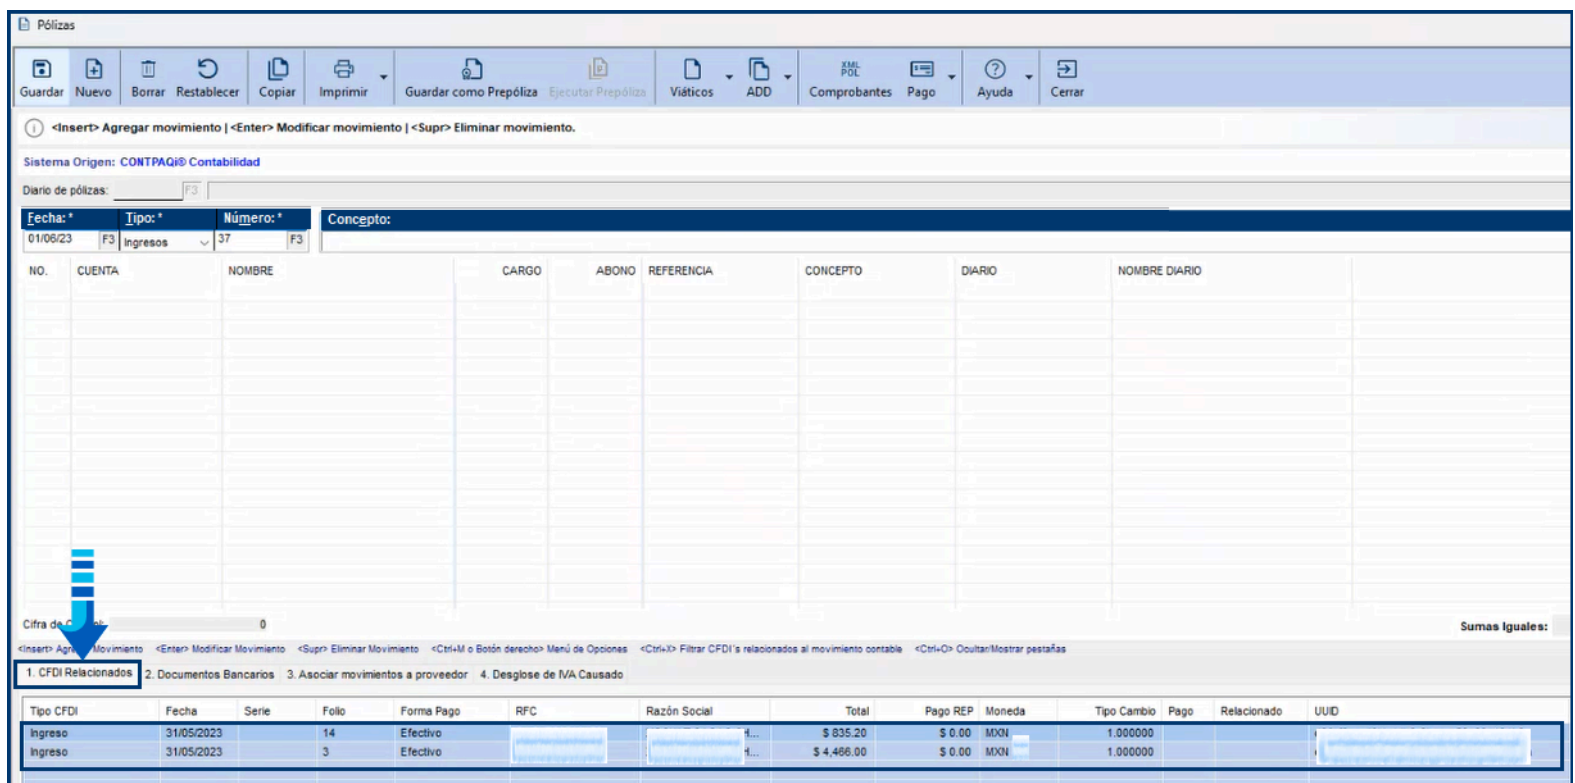 Pólizas
Guardar Nuevo Borrar Restablecer Copiar Imprimir Guardar como Prepóliza Ejecutar Prepóliza Viáticos ADD XML POL Comprobantes Pago Ayuda Cerrar
<Insert> Agregar movimiento | <Enter> Modificar movimiento | <Supr> Eliminar movimiento.
Sistema Origen: CONTPAQi® Contabilidad
Diario de pólizas: F3
Fecha: * Tipo: * Número: * Concepto:
01/06/23 F3 Ingresos 37 F3
NO. CUENTA NOMBRE CARGO ABONO REFERENCIA CONCEPTO DIARIO NOMBRE DIARIO
Cifra de 0
Sumas Iguales:
<Insert> Movimiento <Enter> Modificar Movimiento <Supr> Eliminar Movimiento <Ctrl+M o Botón derecho> Menú de Opciones <Ctrl+X> Filtrar CFDI's relacionados al movimiento contable <Ctrl+O> Ocultar/Mostrar pestañas
1. CFDI Relacionados 2. Documentos Bancarios 3. Asociar movimientos a proveedor 4. Desglose de IVA Causado
Tipo CFDI Fecha Serie Folio Forma Pago RFC Razón Social Total Pago REP Moneda Tipo Cambio Pago Relacionado UUID
Ingreso 31/05/2023 14 Efectivo $ 835.20 $ 0.00 MXN 1.000000
Ingreso 31/05/2023 3 Efectivo $ 4,466.00 $ 0.00 MXN 1.000000